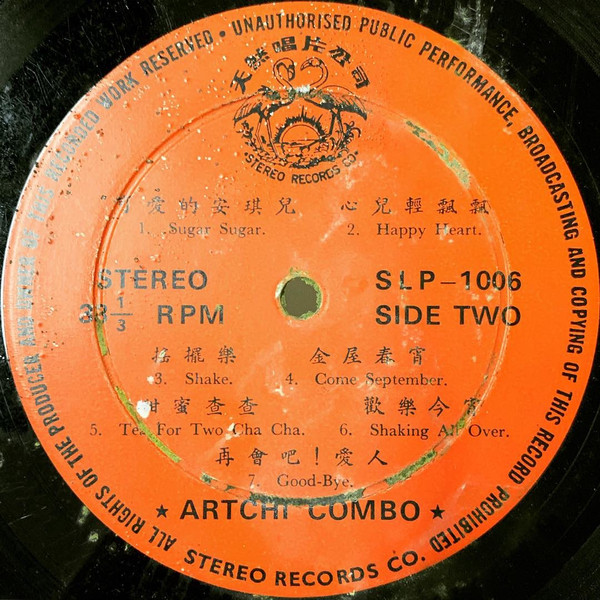 ALL RIGHTS OF THE PRODUCER AND OWNER OF THE RECORDED WORK RESERVED • UNAUTHORISED PUBLIC PERFORMANCE, BROADCASTING AND COPYING OF THIS RECORD PROHIBITED
天然唱片公司
STEREO RECORDS CO.
可愛的安琪兒 心兒輕飄飄
1. Sugar Sugar. 2. Happy Heart.
STEREO SLP-1006
33 1/3 RPM SIDE TWO
搖擺樂 金屋春宵
3. Shake. 4. Come September.
甜蜜查查 歡樂今宵
5. Tea For Two Cha Cha. 6. Shaking All Over.
再會吧!愛人
7. Good-Bye.
★ ARTCHI COMBO ★
STEREO RECORDS CO.